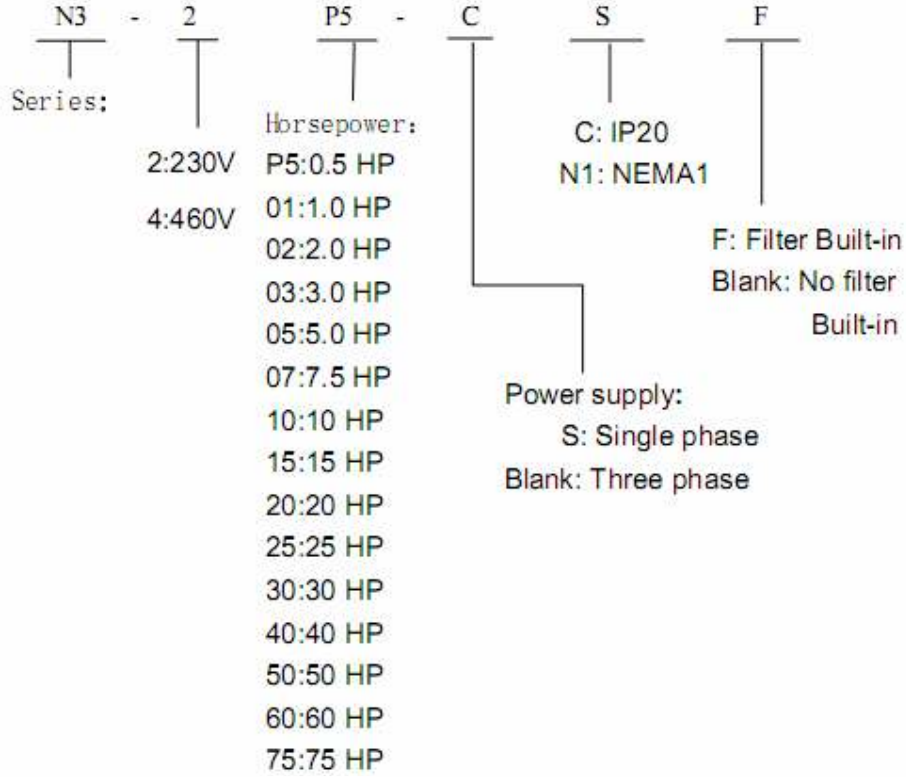 N3 - 2 P5 - C S F
Series:
2:230V
4:460V
Horsepower:
P5:0.5 HP
01:1.0 HP
02:2.0 HP
03:3.0 HP
05:5.0 HP
07:7.5 HP
10:10 HP
15:15 HP
20:20 HP
25:25 HP
30:30 HP
40:40 HP
50:50 HP
60:60 HP
75:75 HP
Power supply:
S: Single phase
Blank: Three phase
C: IP20
N1: NEMA1
F: Filter Built-in
Blank: No filter
Built-in